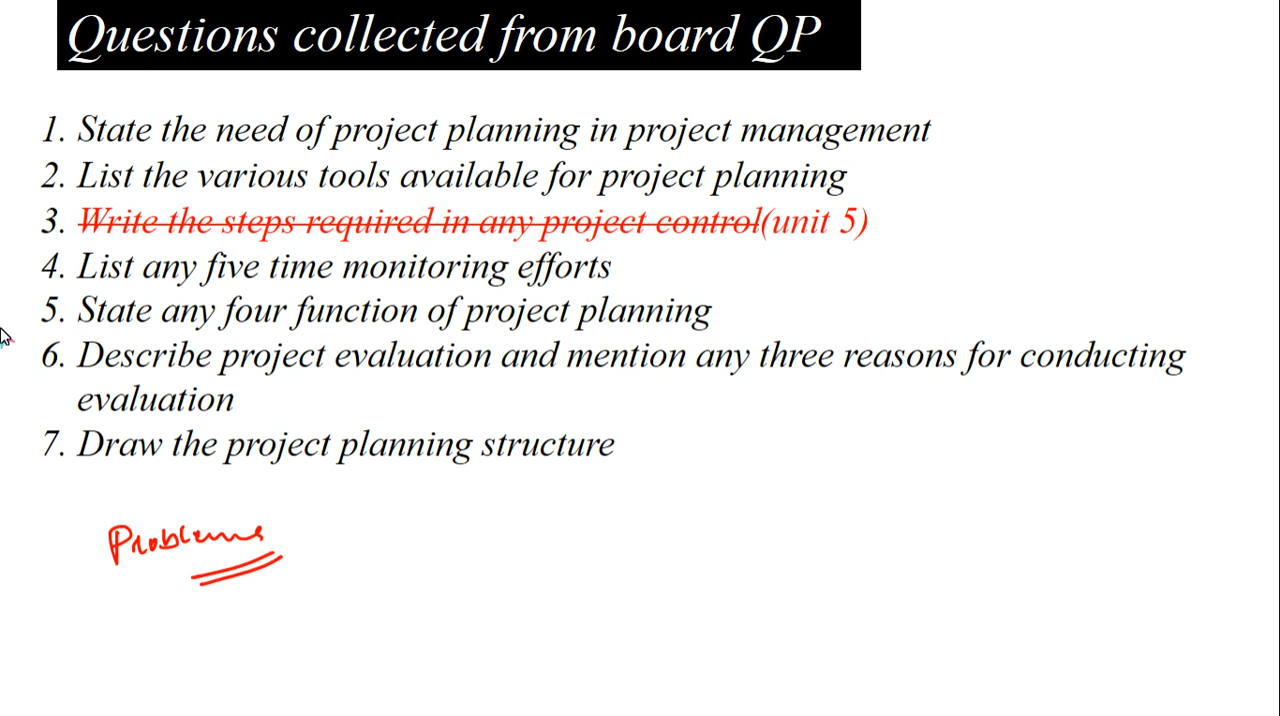 Questions collected from board QP
1. State the need of project planning in project management
2. List the various tools available for project planning
3. Write the steps required in any project control(unit 5)
4. List any five time monitoring efforts
5. State any four function of project planning
6. Describe project evaluation and mention any three reasons for conducting
evaluation
7. Draw the project planning structure
Problems